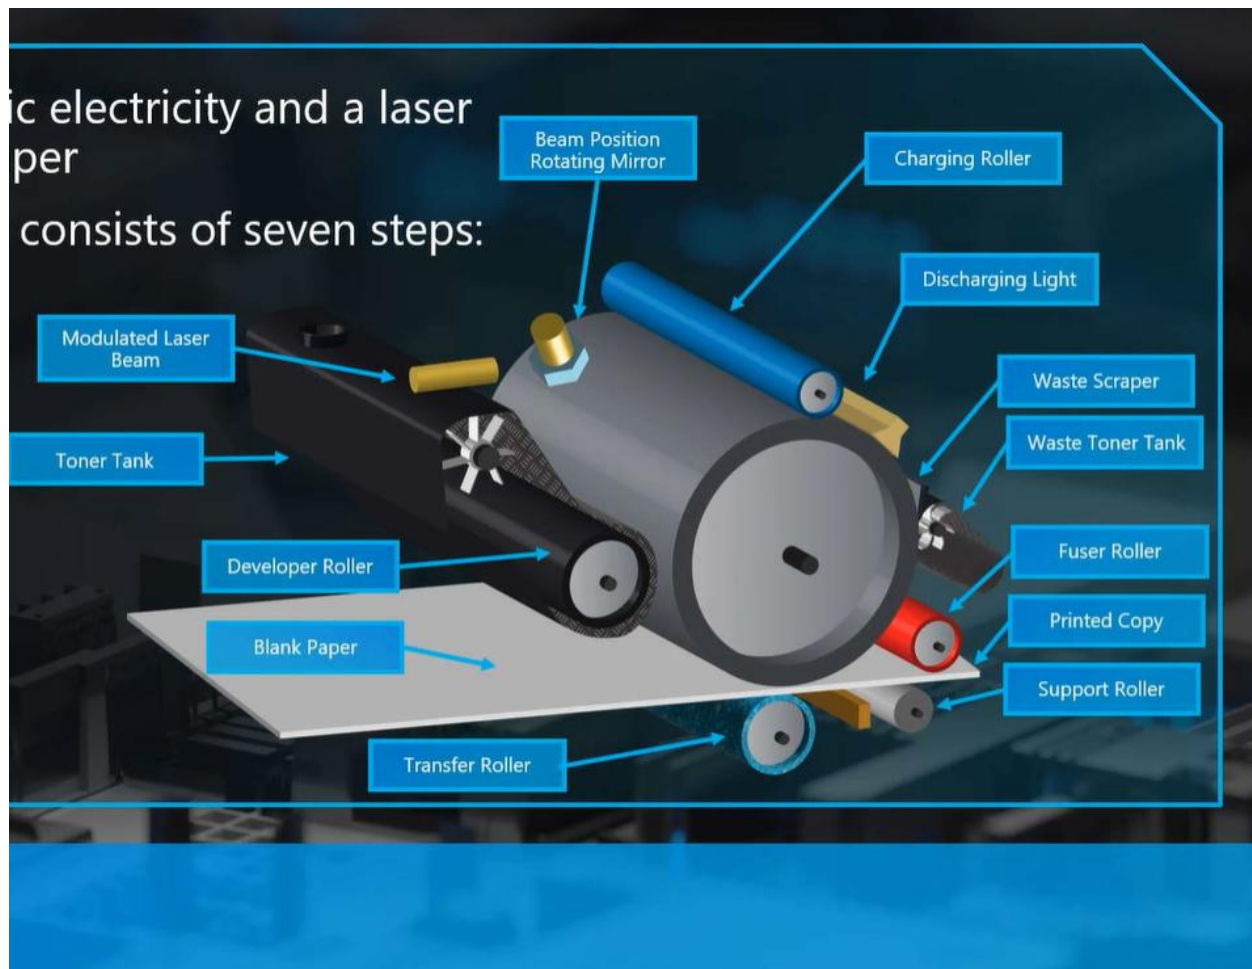 ic electricity and a laser
per
consists of seven steps:
Beam Position
Rotating Mirror
Charging Roller
Discharging Light
Modulated Laser
Beam
Waste Scraper
Waste Toner Tank
Toner Tank
Fuser Roller
Developer Roller
Printed Copy
Blank Paper
Support Roller
Transfer Roller